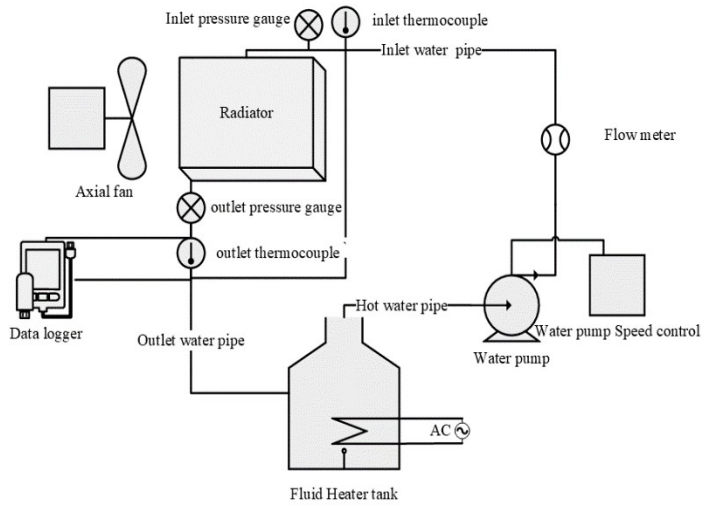 Inlet pressure gauge
inlet thermocouple
Inlet water pipe
Radiator
Flow meter
Axial fan
outlet pressure gauge
outlet thermocouple
Data logger
Hot water pipe
Outlet water pipe
Water pump Speed control
Water pump
AC
Fluid Heater tank